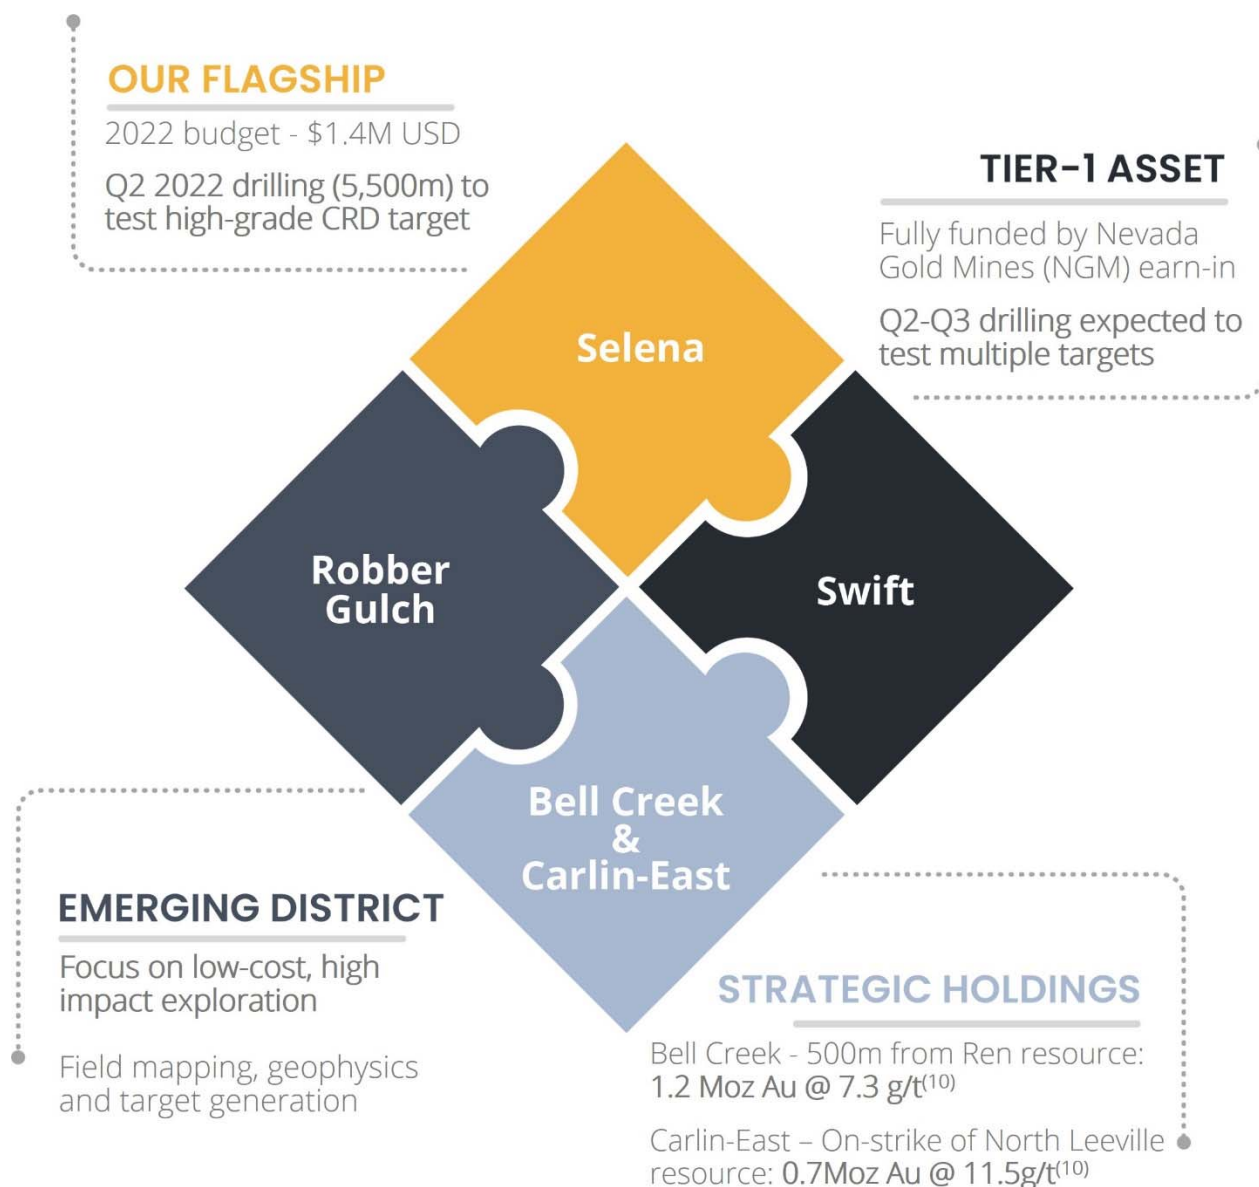 OUR FLAGSHIP
2022 budget - $1.4M USD
Q2 2022 drilling (5,500m) to
test high-grade CRD target
TIER-1 ASSET
Fully funded by Nevada
Gold Mines (NGM) earn-in
Q2-Q3 drilling expected to
test multiple targets
Selena
Robber
Gulch
Swift
Bell Creek
&
Carlin-East
EMERGING DISTRICT
Focus on low-cost, high
impact exploration
Field mapping, geophysics
and target generation
STRATEGIC HOLDINGS
Bell Creek - 500m from Ren resource:
1.2 Moz Au @ 7.3 g/t(10)
Carlin-East – On-strike of North Leeville
resource: 0.7Moz Au @ 11.5g/t(10)